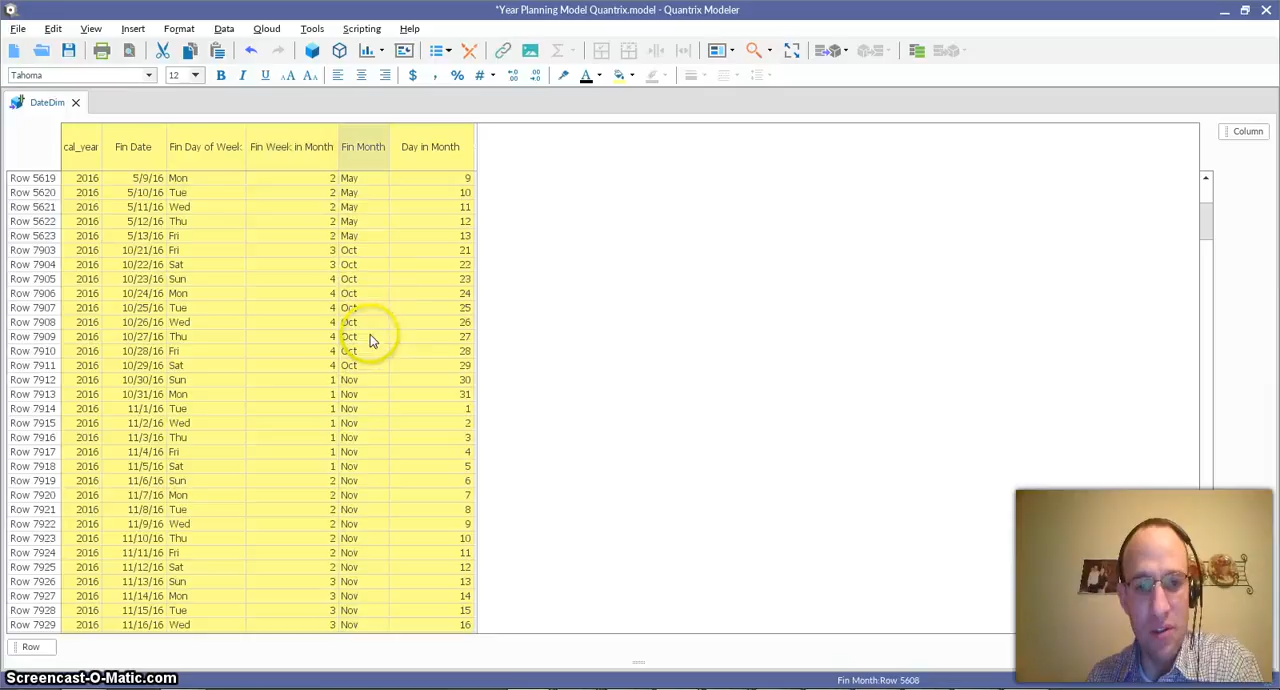 *Year Planning Model Quantrix.model - Quantrix Modeler
File Edit View Insert Format Data Qloud Tools Scripting Help
Tahoma 12 B I U A A $ , % #
DateDim
Column
cal_year Fin Date Fin Day of Week Fin Week in Month Fin Month Day in Month
Row 5619 2016 5/9/16 Mon 2 May 9
Row 5620 2016 5/10/16 Tue 2 May 10
Row 5621 2016 5/11/16 Wed 2 May 11
Row 5622 2016 5/12/16 Thu 2 May 12
Row 5623 2016 5/13/16 Fri 2 May 13
Row 7903 2016 10/21/16 Fri 3 Oct 21
Row 7904 2016 10/22/16 Sat 3 Oct 22
Row 7905 2016 10/23/16 Sun 4 Oct 23
Row 7906 2016 10/24/16 Mon 4 Oct 24
Row 7907 2016 10/25/16 Tue 4 Oct 25
Row 7908 2016 10/26/16 Wed 4 Oct 26
Row 7909 2016 10/27/16 Thu 4 Oct 27
Row 7910 2016 10/28/16 Fri 4 Oct 28
Row 7911 2016 10/29/16 Sat 4 Oct 29
Row 7912 2016 10/30/16 Sun 1 Nov 30
Row 7913 2016 10/31/16 Mon 1 Nov 31
Row 7914 2016 11/1/16 Tue 1 Nov 1
Row 7915 2016 11/2/16 Wed 1 Nov 2
Row 7916 2016 11/3/16 Thu 1 Nov 3
Row 7917 2016 11/4/16 Fri 1 Nov 4
Row 7918 2016 11/5/16 Sat 1 Nov 5
Row 7919 2016 11/6/16 Sun 2 Nov 6
Row 7920 2016 11/7/16 Mon 2 Nov 7
Row 7921 2016 11/8/16 Tue 2 Nov 8
Row 7922 2016 11/9/16 Wed 2 Nov 9
Row 7923 2016 11/10/16 Thu 2 Nov 10
Row 7924 2016 11/11/16 Fri 2 Nov 11
Row 7925 2016 11/12/16 Sat 2 Nov 12
Row 7926 2016 11/13/16 Sun 3 Nov 13
Row 7927 2016 11/14/16 Mon 3 Nov 14
Row 7928 2016 11/15/16 Tue 3 Nov 15
Row 7929 2016 11/16/16 Wed 3 Nov 16
Row
Screencast-O-Matic.com
Fin Month:Row 5608